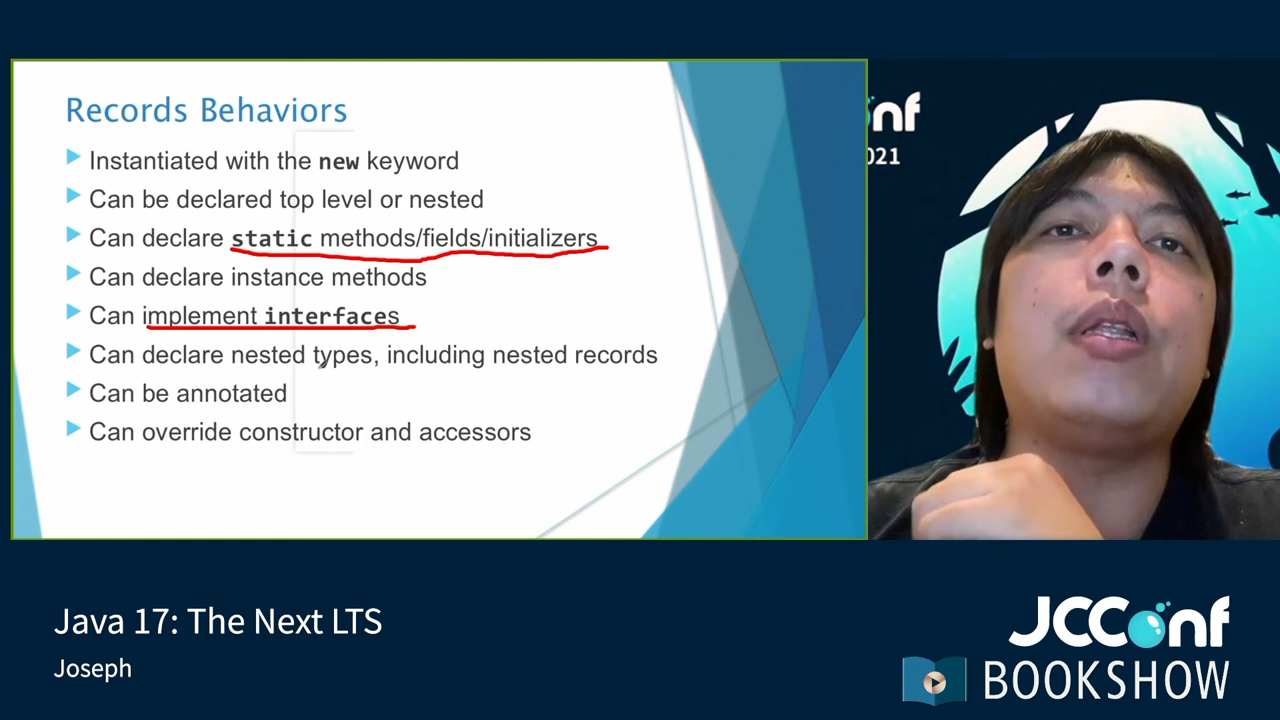 Records Behaviors
Instantiated with the new keyword
Can be declared top level or nested
Can declare static methods/fields/initializers
Can declare instance methods
Can implement interfaces
Can declare nested types, including nested records
Can be annotated
Can override constructor and accessors
nf
021
Java 17: The Next LTS
Joseph
JCConf
BOOKSHOW